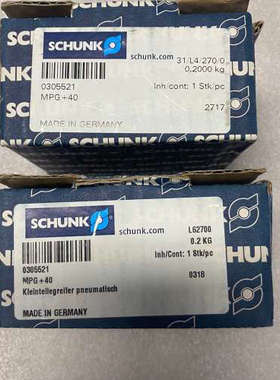 SCHUNK
schunk.com
31/L4/270/0
0,2000 kg
0305521
Inh/cont: 1 Stk/pc
MPG+40
2717
MADE IN GERMANY
SCHUNK
schunk.com
L62700
0.2 KG
Inh/Cont: 1 Stk/pc
0305521
0318
MPG+40
Kleinteilegreifer pneumatisch
MADE IN GERMANY